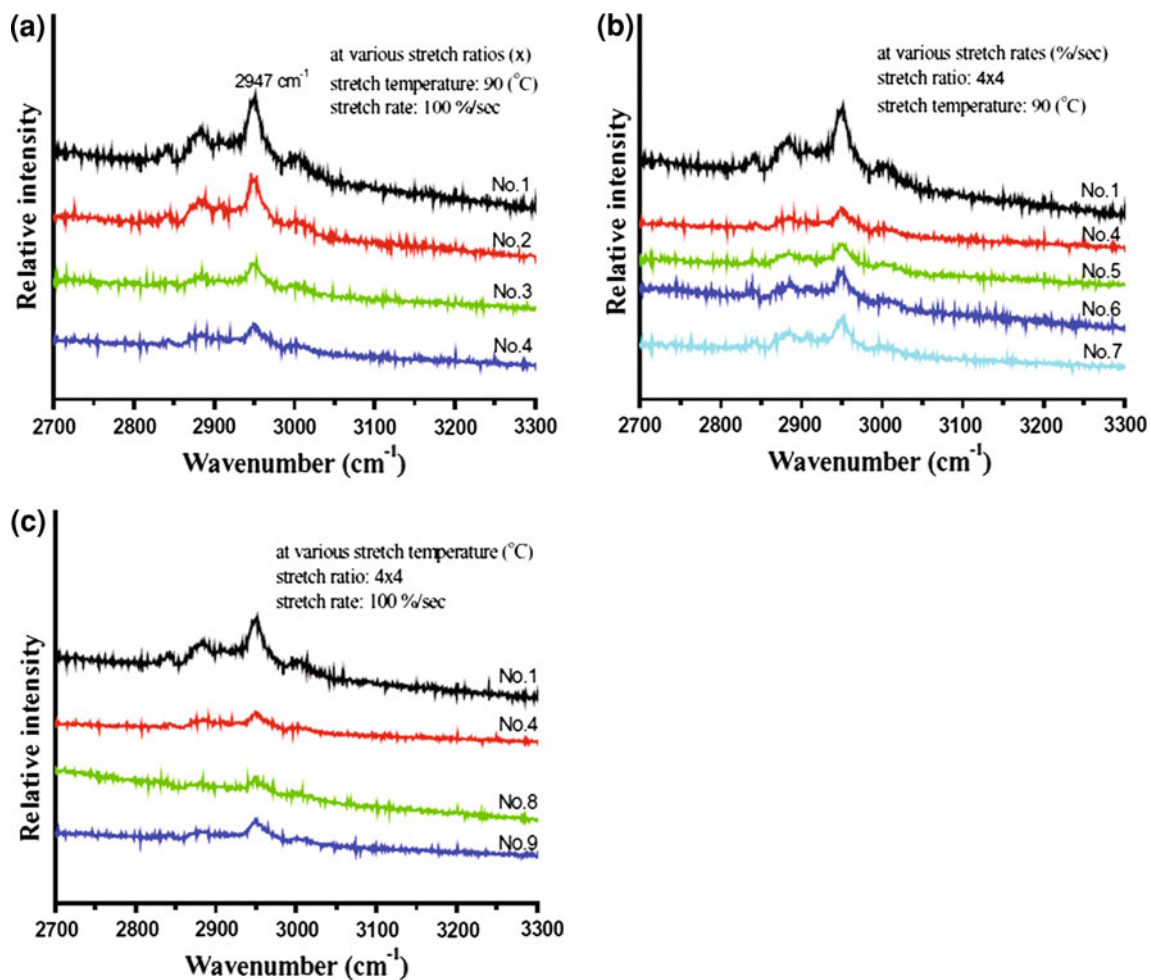 (a)
at various stretch ratios (x)
stretch temperature: 90 (°C)
stretch rate: 100 %/sec
2947 cm⁻¹
No.1
No.2
No.3
No.4
Relative intensity
2700 2800 2900 3000 3100 3200 3300
Wavenumber (cm⁻¹)
(b)
at various stretch rates (%/sec)
stretch ratio: 4x4
stretch temperature: 90 (°C)
No.1
No.4
No.5
No.6
No.7
Relative intensity
2700 2800 2900 3000 3100 3200 3300
Wavenumber (cm⁻¹)
(c)
at various stretch temperature (°C)
stretch ratio: 4x4
stretch rate: 100 %/sec
No.1
No.4
No.8
No.9
Relative intensity
2700 2800 2900 3000 3100 3200 3300
Wavenumber (cm⁻¹)